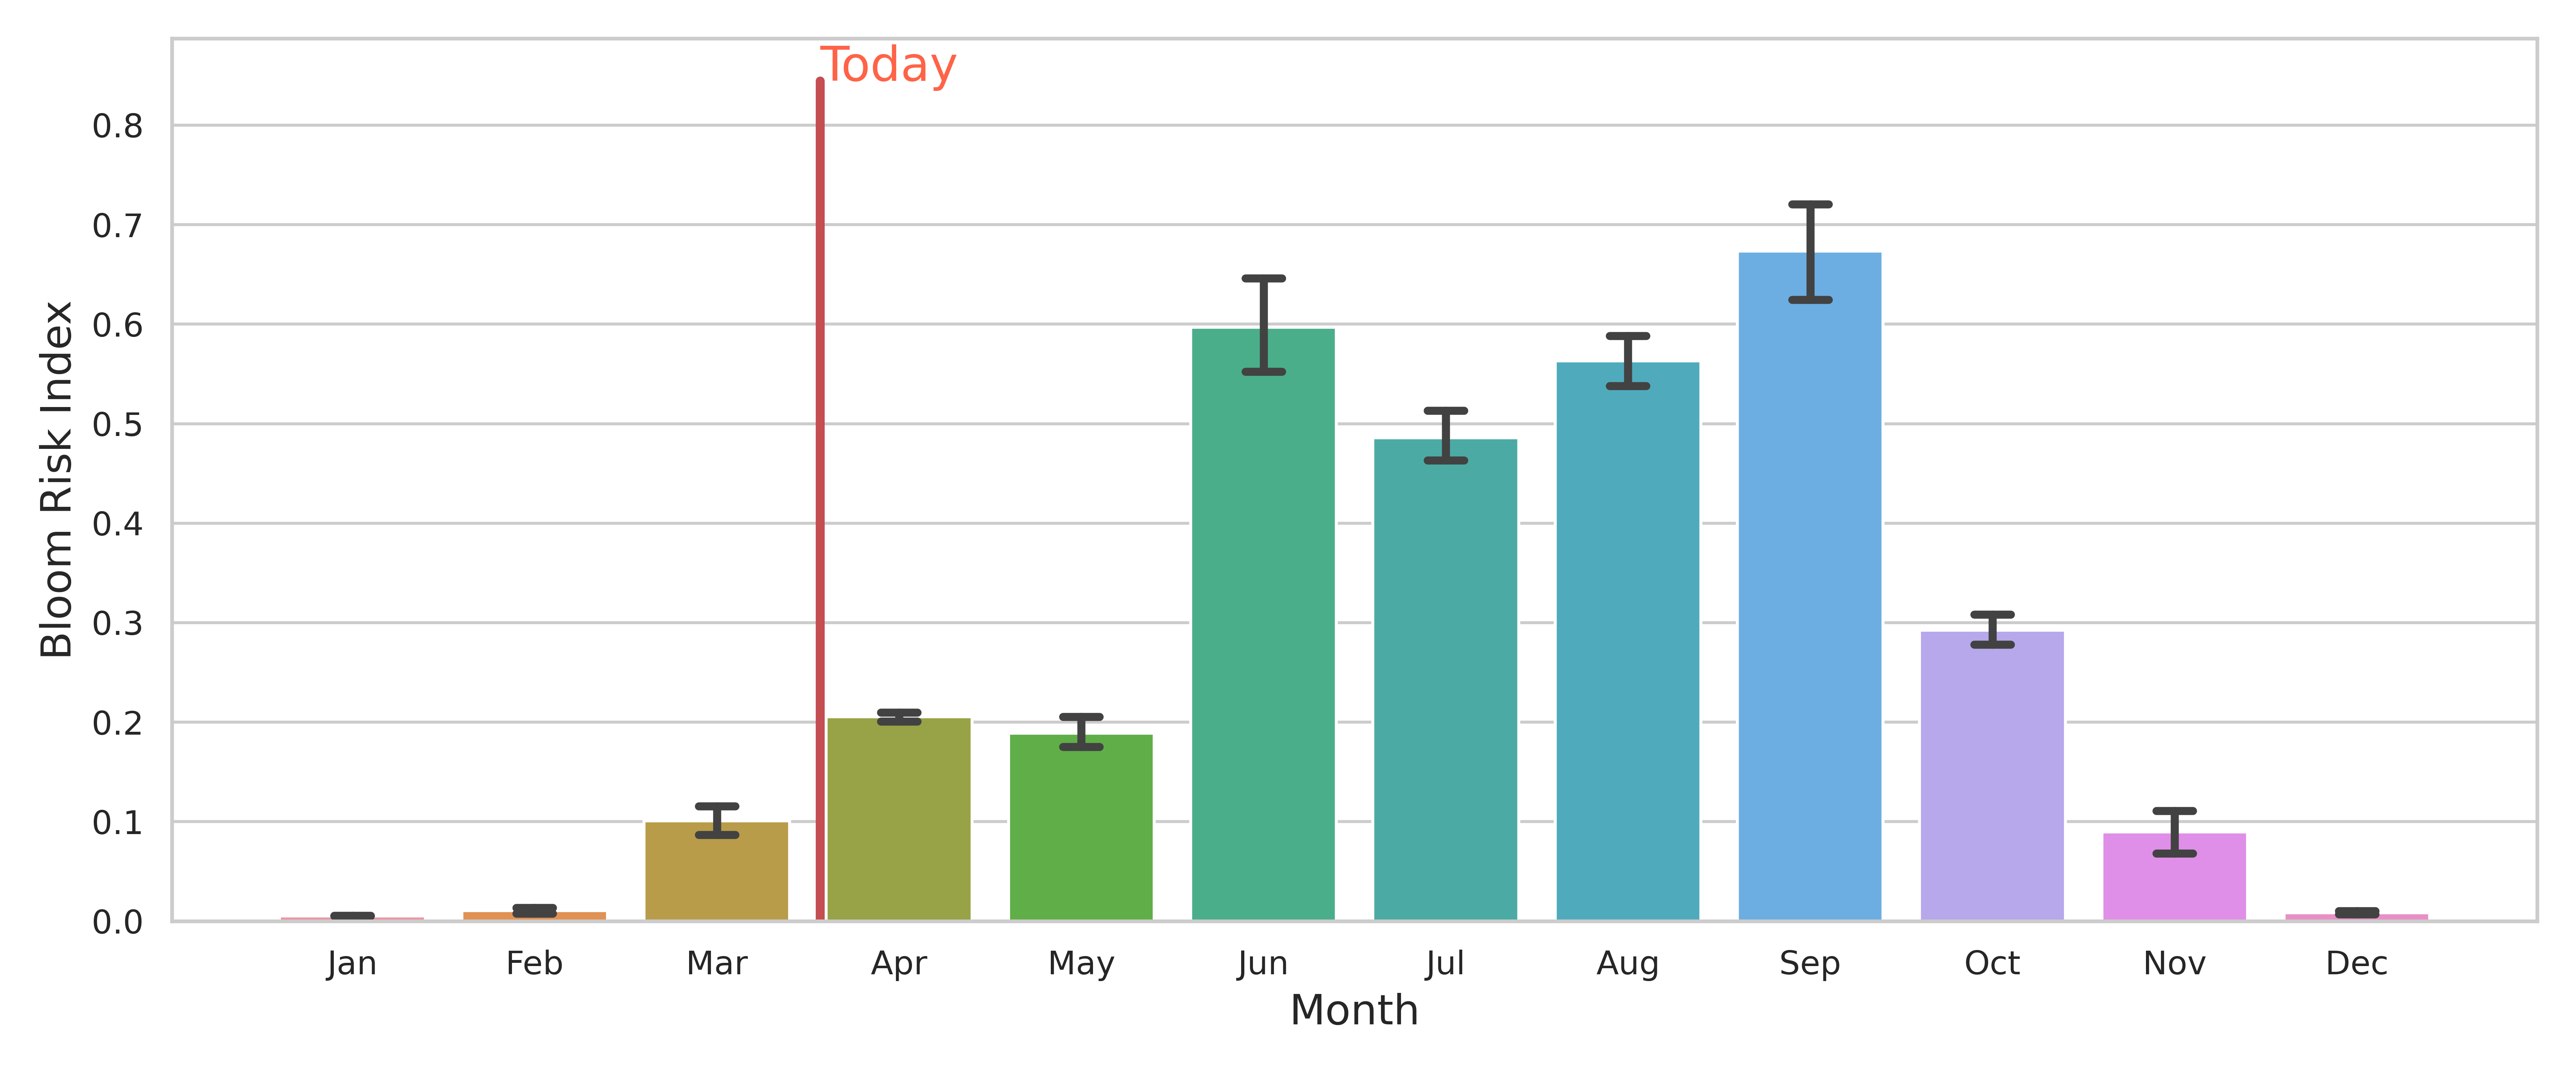 Today
Bloom Risk Index
0.8
0.7
0.6
0.5
0.4
0.3
0.2
0.1
0.0
Jan Feb Mar Apr May Jun Jul Aug Sep Oct Nov Dec
Month